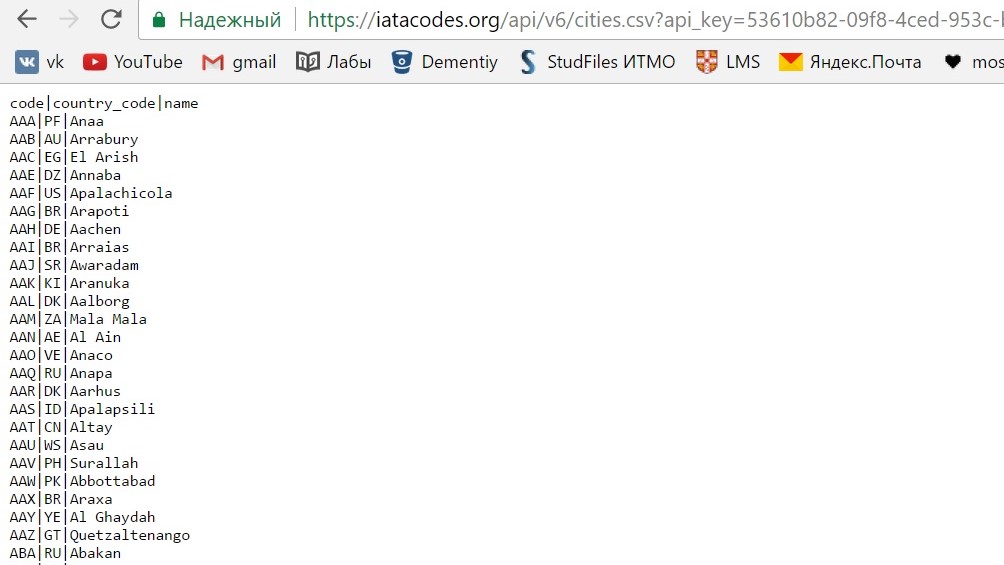 Надежный https://iatacodes.org/api/v6/cities.csv?api_key=53610b82-09f8-4ced-953c-
vk YouTube gmail Лабы Dementiy StudFiles ИТМО LMS Яндекс.Почта mos
code|country_code|name
AAA|PF|Anaa
AAB|AU|Arrabury
AAC|EG|El Arish
AAE|DZ|Annaba
AAF|US|Apalachicola
AAG|BR|Arapoti
AAH|DE|Aachen
AAI|BR|Arraias
AAJ|SR|Awaradam
AAK|KI|Aranuka
AAL|DK|Aalborg
AAM|ZA|Mala Mala
AAN|AE|Al Ain
AAO|VE|Anaco
AAQ|RU|Anapa
AAR|DK|Aarhus
AAS|ID|Apalapsili
AAT|CN|Altay
AAU|WS|Asau
AAV|PH|Surallah
AAW|PK|Abbottabad
AAX|BR|Araxa
AAY|YE|Al Ghaydah
AAZ|GT|Quetzaltenango
ABA|RU|Abakan